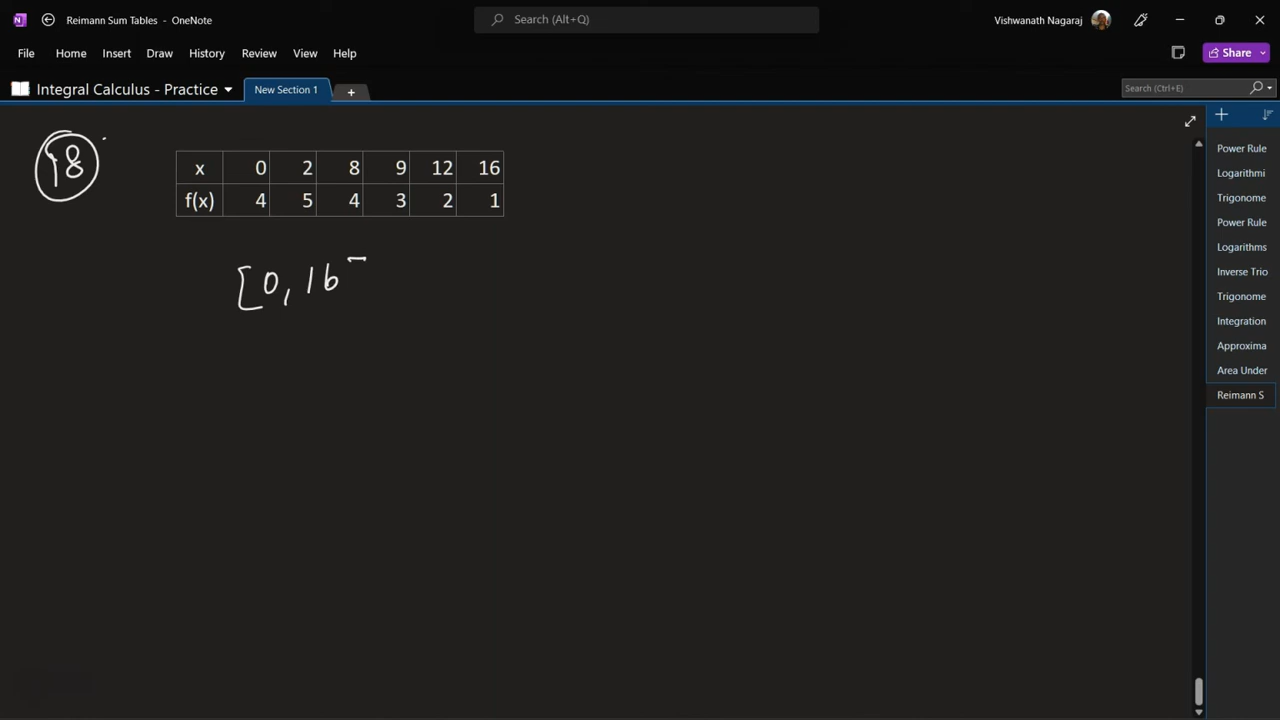 Reimann Sum Tables - OneNote
Search (Alt+Q)
Vishwanath Nagaraj
File Home Insert Draw History Review View Help
Share
Integral Calculus - Practice
New Section 1
+
Search (Ctrl+E)
18
x 0 2 8 9 12 16
f(x) 4 5 4 3 2 1
[0, 16
Power Rule
Logarithmi
Trigonome
Power Rule
Logarithms
Inverse Trio
Trigonome
Integration
Approxima
Area Under
Reimann S